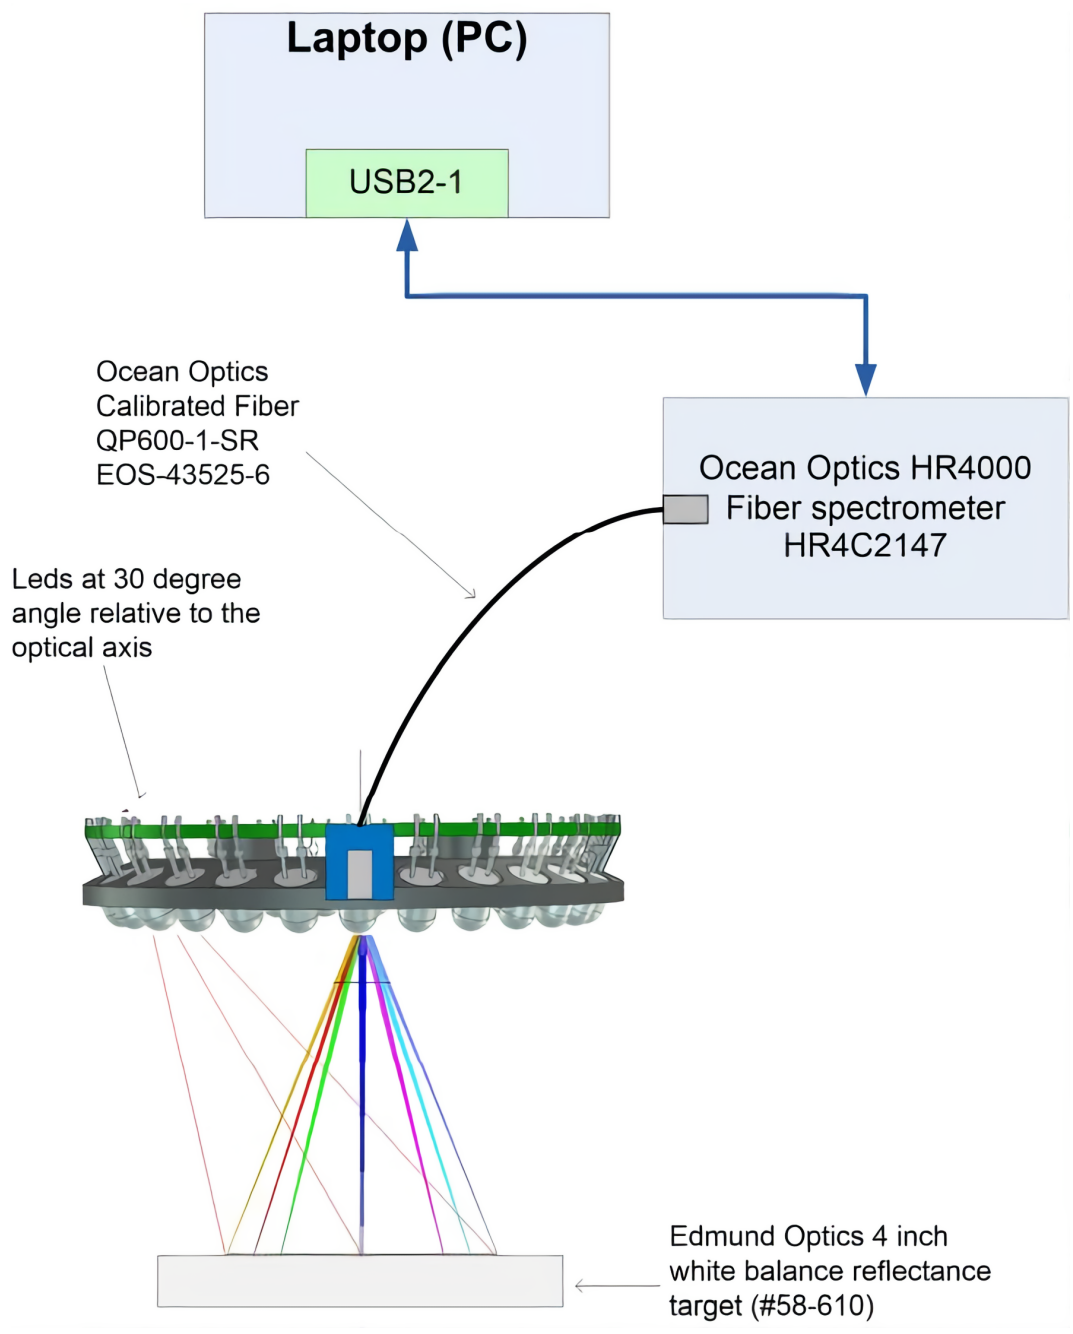 Laptop (PC)
USB2-1
Ocean Optics
Calibrated Fiber
QP600-1-SR
EOS-43525-6
Ocean Optics HR4000
Fiber spectrometer
HR4C2147
Leds at 30 degree
angle relative to the
optical axis
Edmund Optics 4 inch
white balance reflectance
target (#58-610)